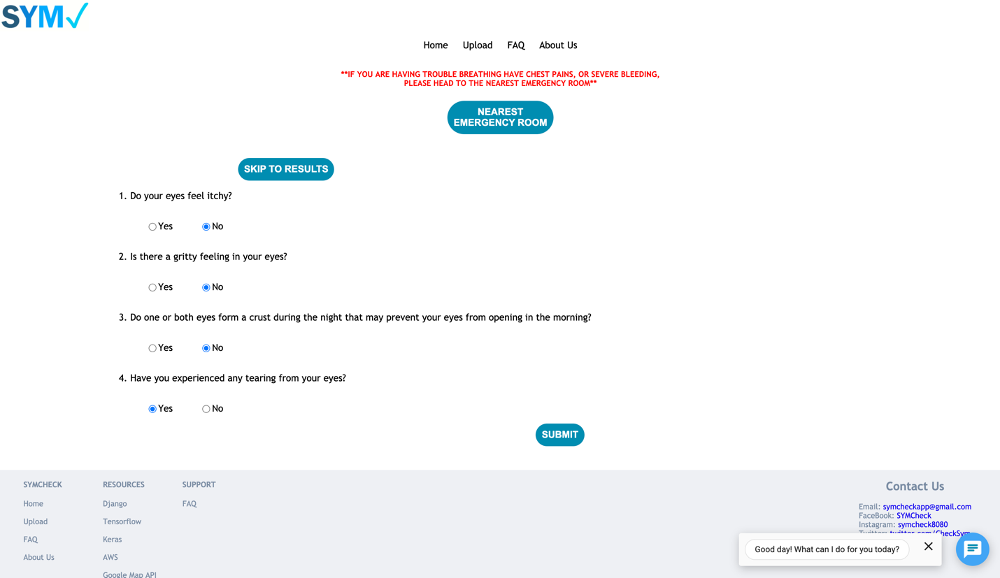 SYM✓
Home Upload FAQ About Us
**IF YOU ARE HAVING TROUBLE BREATHING HAVE CHEST PAINS, OR SEVERE BLEEDING,
PLEASE HEAD TO THE NEAREST EMERGENCY ROOM**
NEAREST
EMERGENCY ROOM
SKIP TO RESULTS
1. Do your eyes feel itchy?
Yes No
2. Is there a gritty feeling in your eyes?
Yes No
3. Do one or both eyes form a crust during the night that may prevent your eyes from opening in the morning?
Yes No
4. Have you experienced any tearing from your eyes?
Yes No
SUBMIT
SYMCHECK
Home
Upload
FAQ
About Us
RESOURCES
Django
Tensorflow
Keras
AWS
Google Map API
SUPPORT
FAQ
Contact Us
Email: symcheckapp@gmail.com
FaceBook: SYMCheck
Instagram: symcheck8080
Twitter: twitter.com/CheckSym
Good day! What can I do for you today?